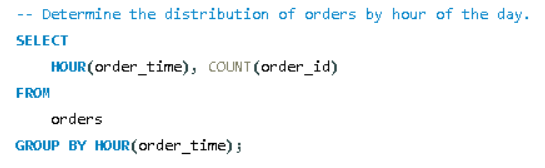 -- Determine the distribution of orders by hour of the day.
SELECT
HOUR(order_time), COUNT(order_id)
FROM
orders
GROUP BY HOUR(order_time);